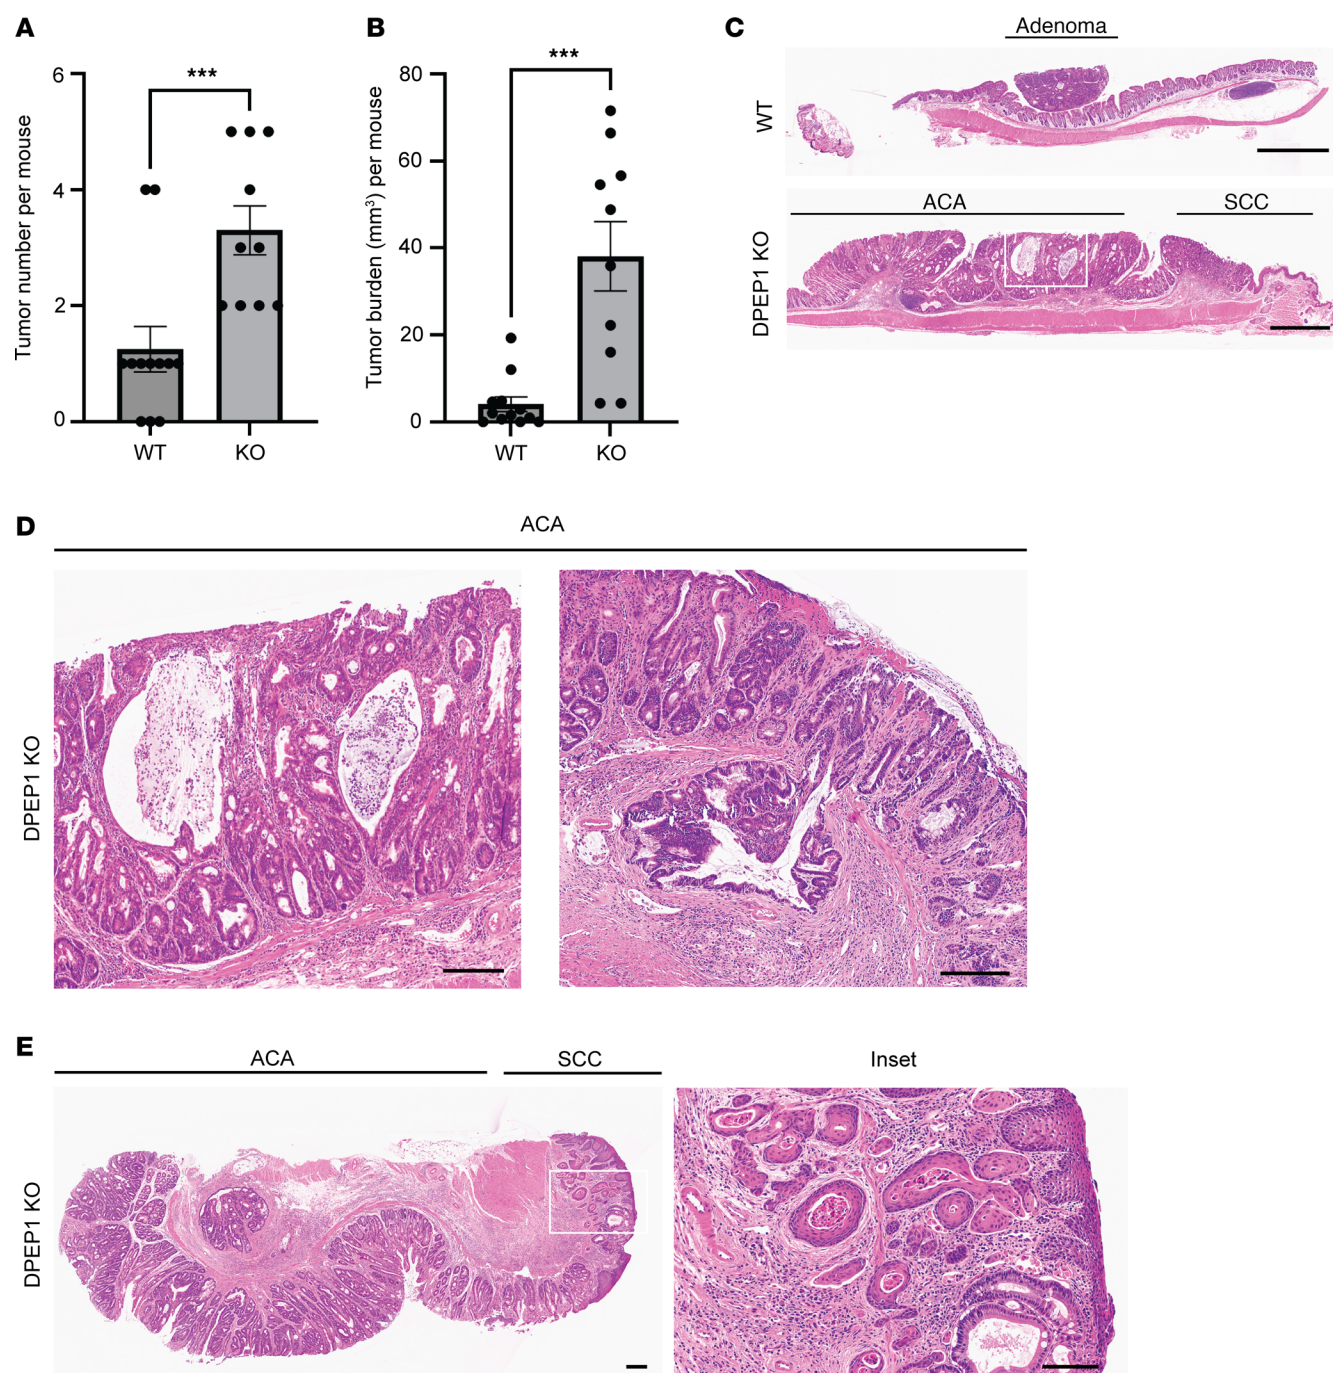 A
Tumor number per mouse
6
4
2
0
***
WT
KO
B
Tumor burden (mm³) per mouse
80
60
40
20
0
***
WT
KO
C
Adenoma
WT
ACA
SCC
DPEP1 KO
D
ACA
DPEP1 KO
E
ACA
SCC
Inset
DPEP1 KO